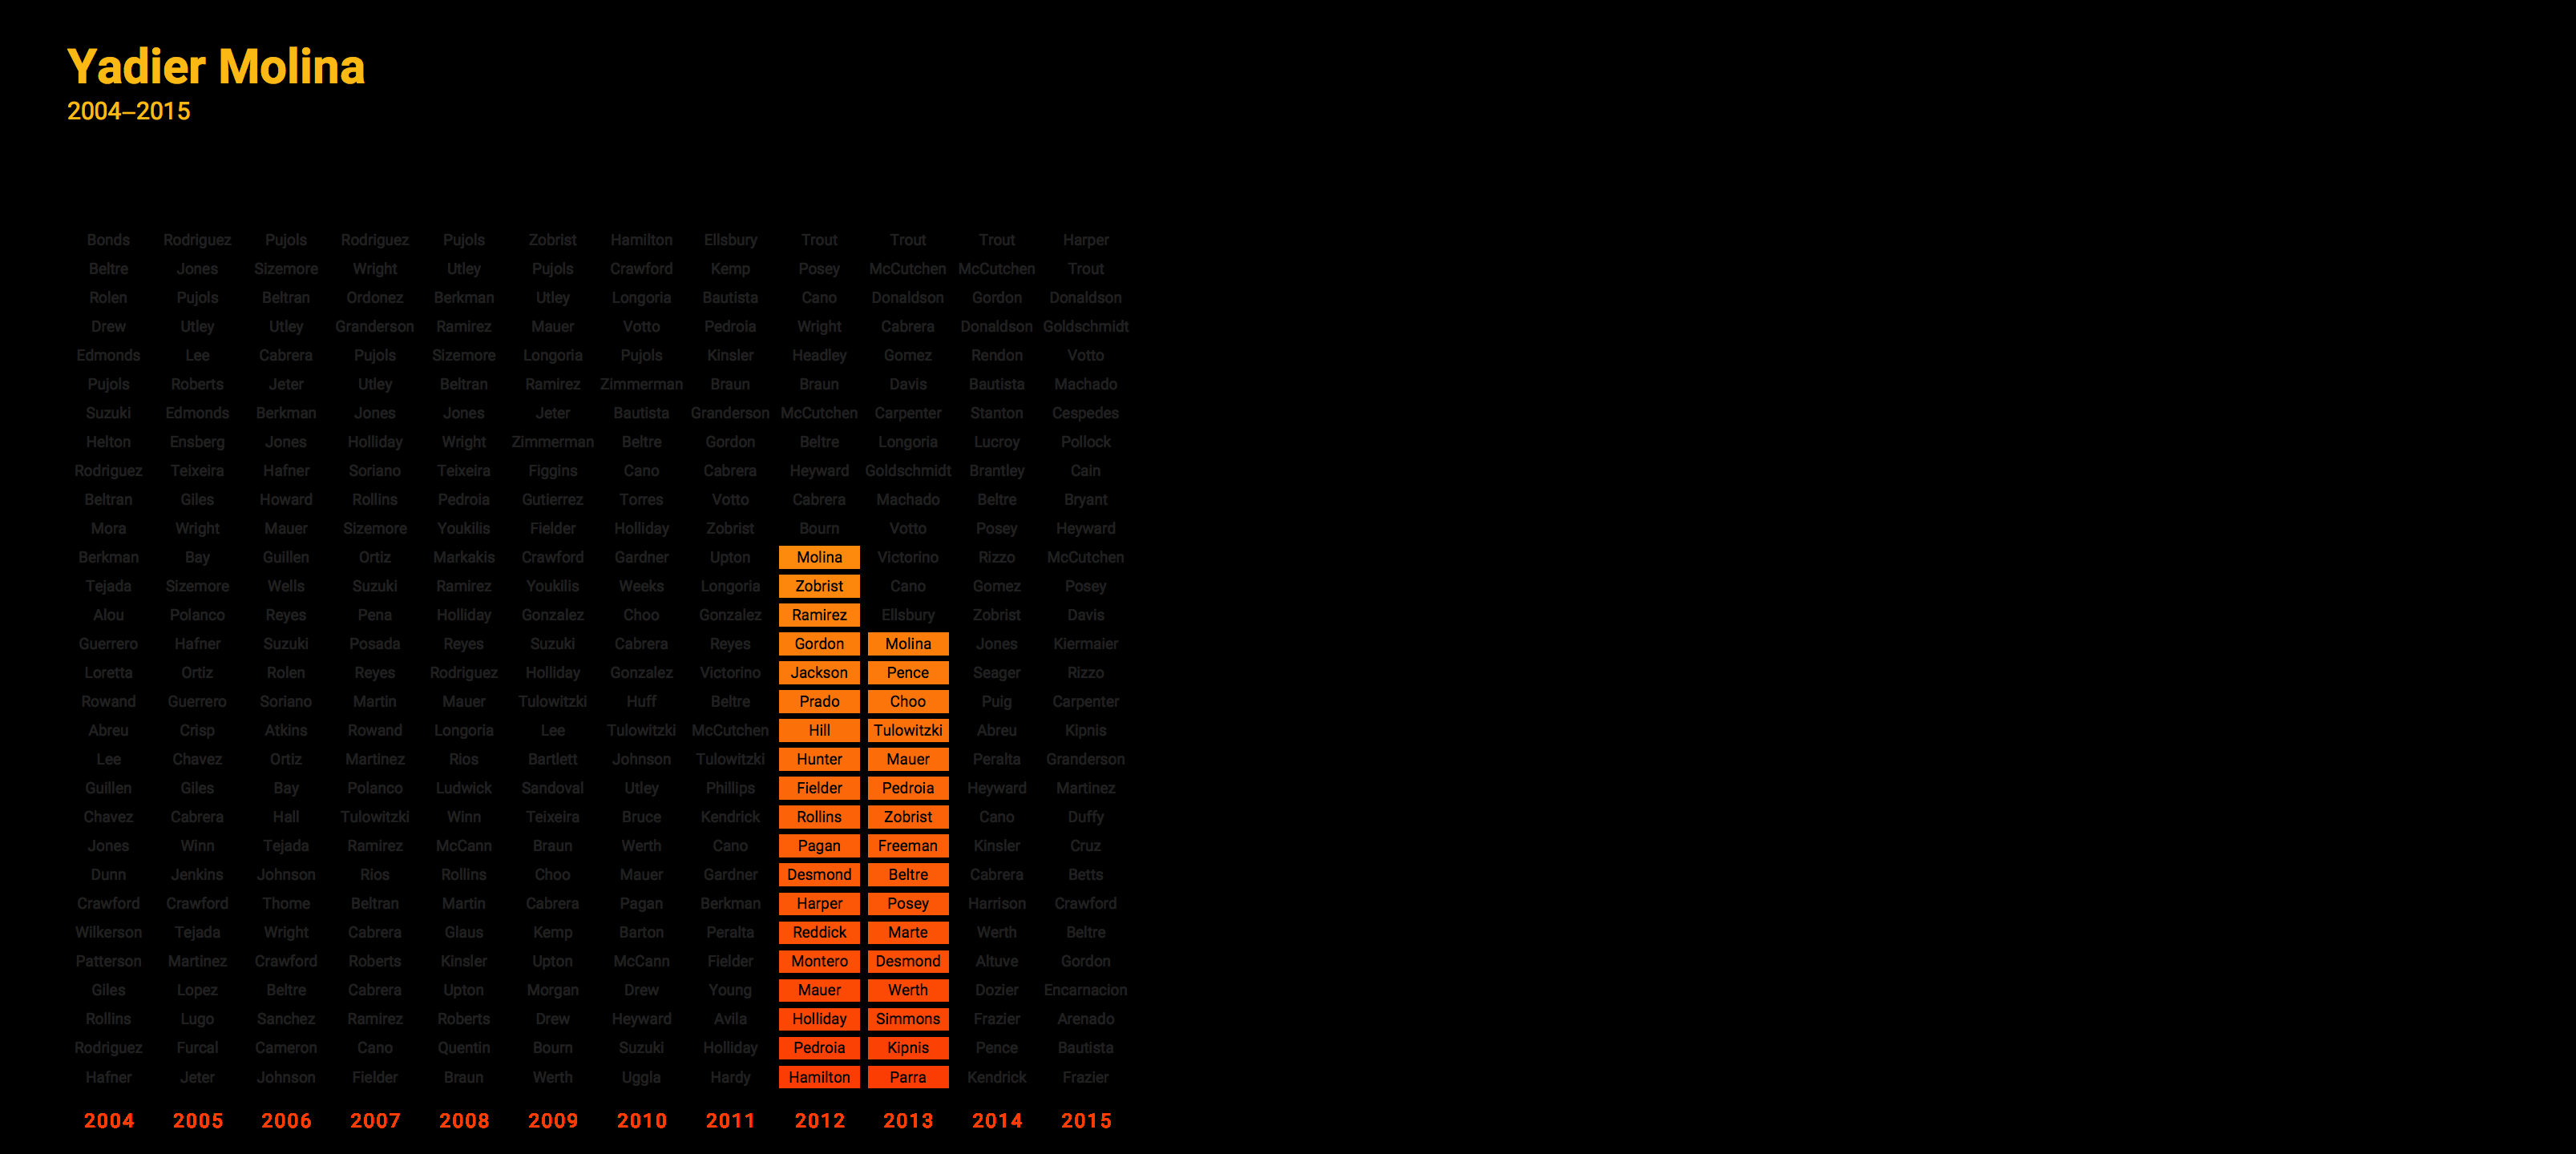 Yadier Molina
2004–2015
Bonds Rodriguez Pujols Rodriguez Pujols Zobrist Hamilton Ellsbury Trout Trout Trout Harper
Beltre Jones Sizemore Wright Utley Pujols Crawford Kemp Posey McCutchen McCutchen Trout
Rolen Pujols Beltran Ordonez Berkman Utley Longoria Bautista Cano Donaldson Gordon Donaldson
Drew Utley Utley Granderson Ramirez Mauer Votto Pedroia Wright Cabrera Donaldson Goldschmidt
Edmonds Lee Cabrera Pujols Sizemore Longoria Pujols Kinsler Headley Gomez Rendon Votto
Pujols Roberts Jeter Utley Beltran Ramirez Zimmerman Braun Braun Davis Bautista Machado
Suzuki Edmonds Berkman Jones Jones Jeter Bautista Granderson McCutchen Carpenter Stanton Cespedes
Helton Ensberg Jones Holliday Wright Zimmerman Beltre Gordon Beltre Longoria Lucroy Pollock
Rodriguez Teixeira Hafner Soriano Teixeira Figgins Cano Cabrera Heyward Goldschmidt Brantley Cain
Beltran Giles Howard Rollins Pedroia Gutierrez Torres Votto Cabrera Machado Beltre Bryant
Mora Wright Mauer Sizemore Youkilis Fielder Holliday Zobrist Bourn Votto Posey Heyward
Berkman Bay Guillen Ortiz Markakis Crawford Gardner Upton Molina Victorino Rizzo McCutchen
Tejada Sizemore Wells Suzuki Ramirez Youkilis Weeks Longoria Zobrist Cano Gomez Posey
Alou Polanco Reyes Pena Holliday Gonzalez Choo Gonzalez Ramirez Ellsbury Zobrist Davis
Guerrero Hafner Suzuki Posada Reyes Suzuki Cabrera Reyes Gordon Molina Jones Kiermaier
Loretta Ortiz Rolen Reyes Rodriguez Holliday Gonzalez Victorino Jackson Pence Seager Rizzo
Rowand Guerrero Soriano Martin Mauer Tulowitzki Huff Beltre Prado Choo Puig Carpenter
Abreu Crisp Atkins Rowand Longoria Lee Tulowitzki McCutchen Hill Tulowitzki Abreu Kipnis
Lee Chavez Ortiz Martinez Rios Bartlett Johnson Tulowitzki Hunter Mauer Peralta Granderson
Guillen Giles Bay Polanco Ludwick Sandoval Utley Phillips Fielder Pedroia Heyward Martinez
Chavez Cabrera Hall Tulowitzki Winn Teixeira Bruce Kendrick Rollins Zobrist Cano Duffy
Jones Winn Tejada Ramirez McCann Braun Werth Cano Pagan Freeman Kinsler Cruz
Dunn Jenkins Johnson Rios Rollins Choo Mauer Gardner Desmond Beltre Cabrera Betts
Crawford Crawford Thome Beltran Martin Cabrera Pagan Berkman Harper Posey Harrison Crawford
Wilkerson Tejada Wright Cabrera Glaus Kemp Barton Peralta Reddick Marte Werth Beltre
Patterson Martinez Crawford Roberts Kinsler Upton McCann Fielder Montero Desmond Altuve Gordon
Giles Lopez Beltre Cabrera Upton Morgan Drew Young Mauer Werth Dozier Encarnacion
Rollins Lugo Sanchez Ramirez Roberts Drew Heyward Avila Holliday Simmons Frazier Arenado
Rodriguez Furcal Cameron Cano Quentin Bourn Suzuki Holliday Pedroia Kipnis Pence Bautista
Hafner Jeter Johnson Fielder Braun Werth Uggla Hardy Hamilton Parra Kendrick Frazier
2004 2005 2006 2007 2008 2009 2010 2011 2012 2013 2014 2015